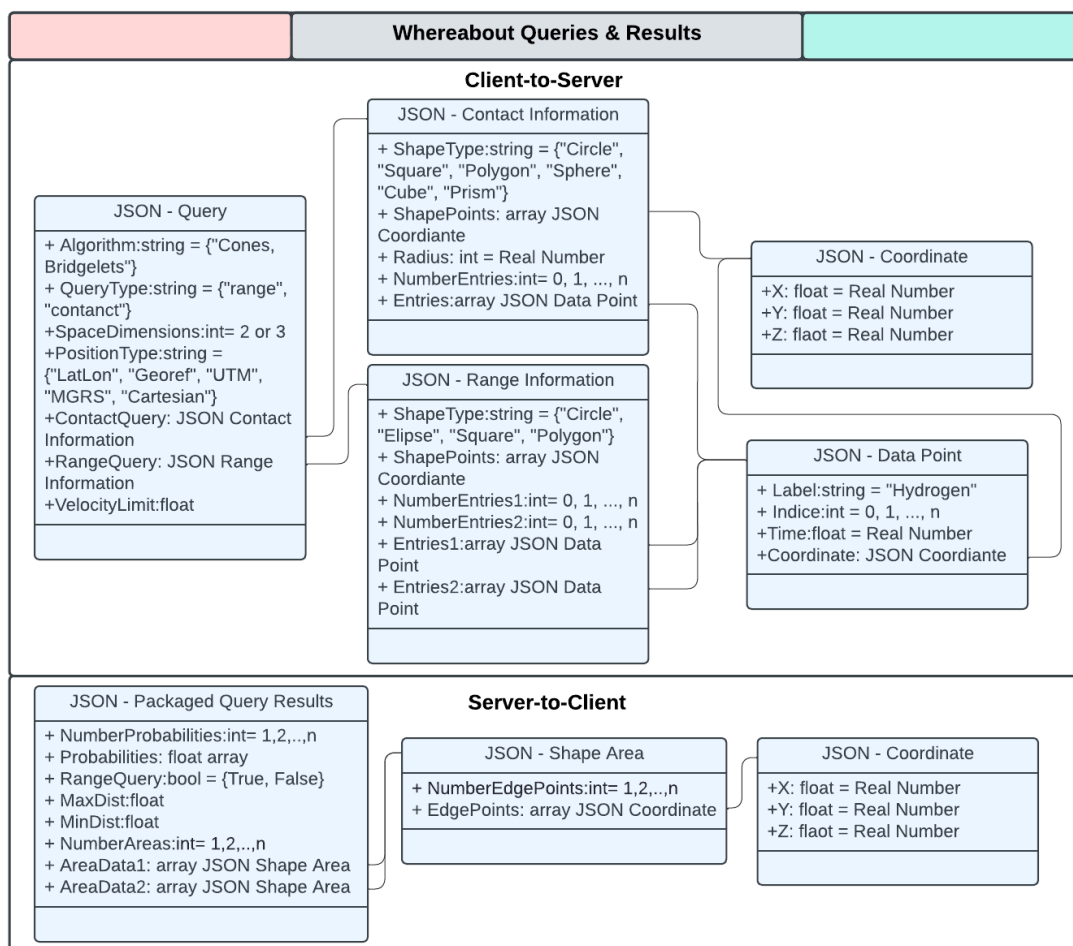 Whereabout Queries & Results
Client-to-Server
JSON - Query
+ Algorithm:string = {"Cones,
Bridgelets"}
+ QueryType:string = {"range",
"contanct"}
+SpaceDimensions:int= 2 or 3
+PositionType:string =
{"LatLon", "Georef", "UTM",
"MGRS", "Cartesian"}
+ContactQuery: JSON Contact
Information
+RangeQuery: JSON Range
Information
+VelocityLimit:float
JSON - Contact Information
+ ShapeType:string = {"Circle",
"Square", "Polygon", "Sphere",
"Cube", "Prism"}
+ ShapePoints: array JSON
Coordiante
+ Radius: int = Real Number
+ NumberEntries:int= 0, 1, ..., n
+ Entries:array JSON Data Point
JSON - Range Information
+ ShapeType:string = {"Circle",
"Elipse", "Square", "Polygon"}
+ ShapePoints: array JSON
Coordiante
+ NumberEntries1:int= 0, 1, ..., n
+ NumberEntries2:int= 0, 1, ..., n
+ Entries1:array JSON Data
Point
+ Entries2:array JSON Data
Point
JSON - Coordinate
+X: float = Real Number
+Y: float = Real Number
+Z: flaot = Real Number
JSON - Data Point
+ Label:string = "Hydrogen"
+ Indice:int = 0, 1, ..., n
+Time:float = Real Number
+Coordinate: JSON Coordiante
Server-to-Client
JSON - Packaged Query Results
+ NumberProbabilities:int= 1,2,..,n
+ Probabilities: float array
+ RangeQuery:bool = {True, False}
+ MaxDist:float
+ MinDist:float
+ NumberAreas:int= 1,2,..,n
+ AreaData1: array JSON Shape Area
+ AreaData2: array JSON Shape Area
JSON - Shape Area
+ NumberEdgePoints:int= 1,2,..,n
+ EdgePoints: array JSON Coordinate
JSON - Coordinate
+X: float = Real Number
+Y: float = Real Number
+Z: flaot = Real Number